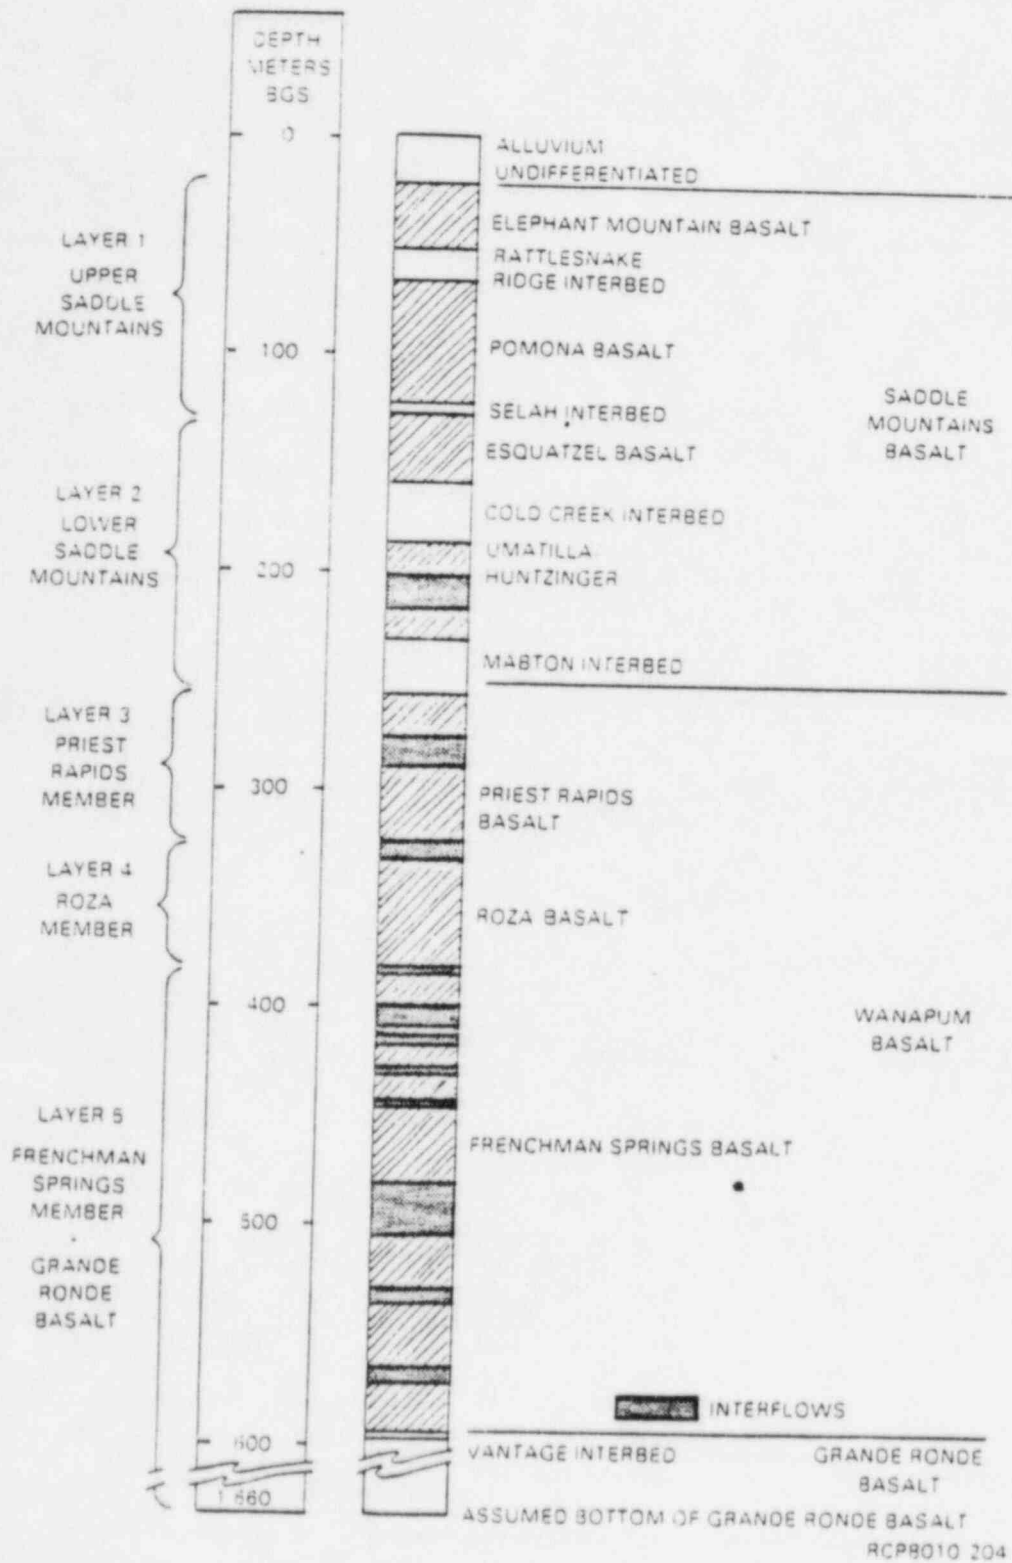 DEPTH
METERS
BGS
0
100
200
300
400
500
600
1 660
LAYER 1
UPPER
SADDLE
MOUNTAINS
LAYER 2
LOWER
SADDLE
MOUNTAINS
LAYER 3
PRIEST
RAPIDS
MEMBER
LAYER 4
ROZA
MEMBER
LAYER 5
FRENCHMAN
SPRINGS
MEMBER
GRANDE
RONDE
BASALT
ALLUVIUM
UNDIFFERENTIATED
ELEPHANT MOUNTAIN BASALT
RATTLESNAKE
RIDGE INTERBED
POMONA BASALT
SELAH INTERBED
ESQUATZEL BASALT
COLD CREEK INTERBED
UMATILLA
HUNTZINGER
MABTON INTERBED
PRIEST RAPIDS
BASALT
ROZA BASALT
FRENCHMAN SPRINGS BASALT
SADDLE
MOUNTAINS
BASALT
WANAPUM
BASALT
INTERFLOWS
VANTAGE INTERBED
GRANDE RONDE
BASALT
ASSUMED BOTTOM OF GRANDE RONDE BASALT
RCP8010 204